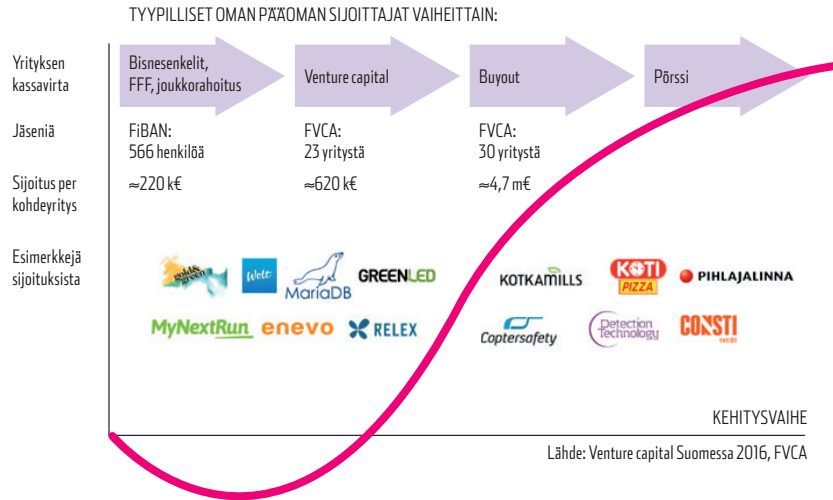 TYYPILLISET OMAN PÄÄOMAN SIJOITTAJAT VAIHEITTAIN:
Yrityksen
kassavirta
Bisnesenkelit,
FFF, joukkorahoitus
Venture capital
Buyout
Pörssi
Jäseniä
FiBAN:
566 henkilöä
FVCA:
23 yritystä
FVCA:
30 yritystä
Sijoitus per
kohdeyritys
≈220 k€
≈620 k€
≈4,7 m€
Esimerkkejä
sijoituksista
gold&
green
Wolt
MariaDB
GREENLED
KOTKAMILLS
KOTI
PIZZA
PIHLAJALINNA
MyNextRun
enevo
RELEX
Coptersafety
Detection
Technology
CONSTI
KEHITYSVAIHE
Lähde: Venture capital Suomessa 2016, FVCA